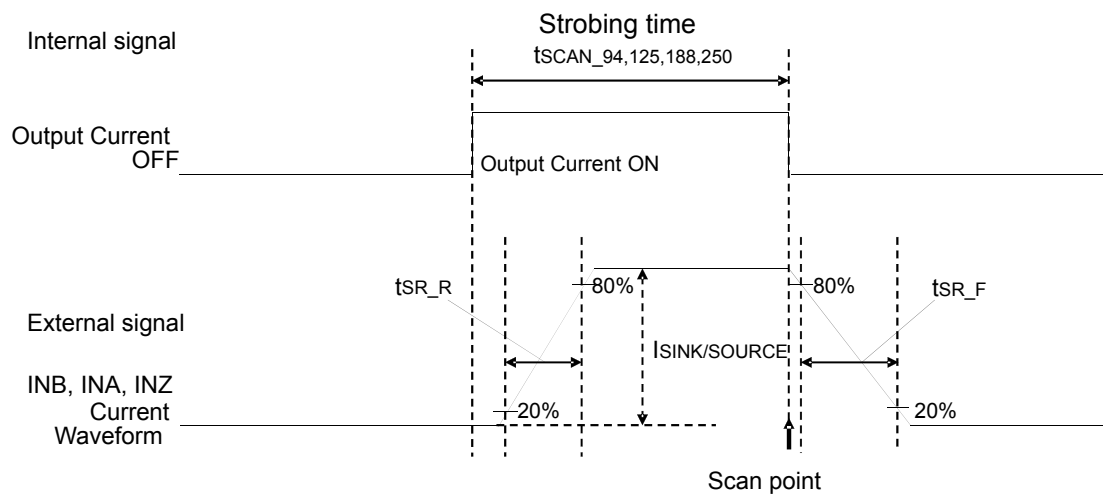 Strobing time
Internal signal
tSCAN_94,125,188,250
Output Current
OFF
Output Current ON
tSR_R
80%
80%
tSR_F
External signal
ISINK/SOURCE
INB, INA, INZ
Current
20%
20%
Waveform
Scan point